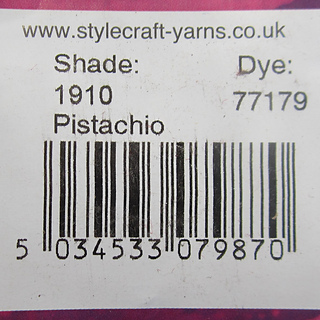 www.stylecraft-yarns.co.uk
Shade: Dye:
1910 77179
Pistachio
5 034533 079870